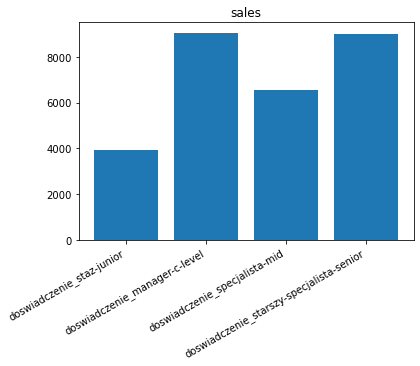 sales
8000
6000
4000
2000
0
doswiadczenie_staz-junior
doswiadczenie_manager-c-level
doswiadczenie_specjalista-mid
doswiadczenie_starszy-specjalista-senior